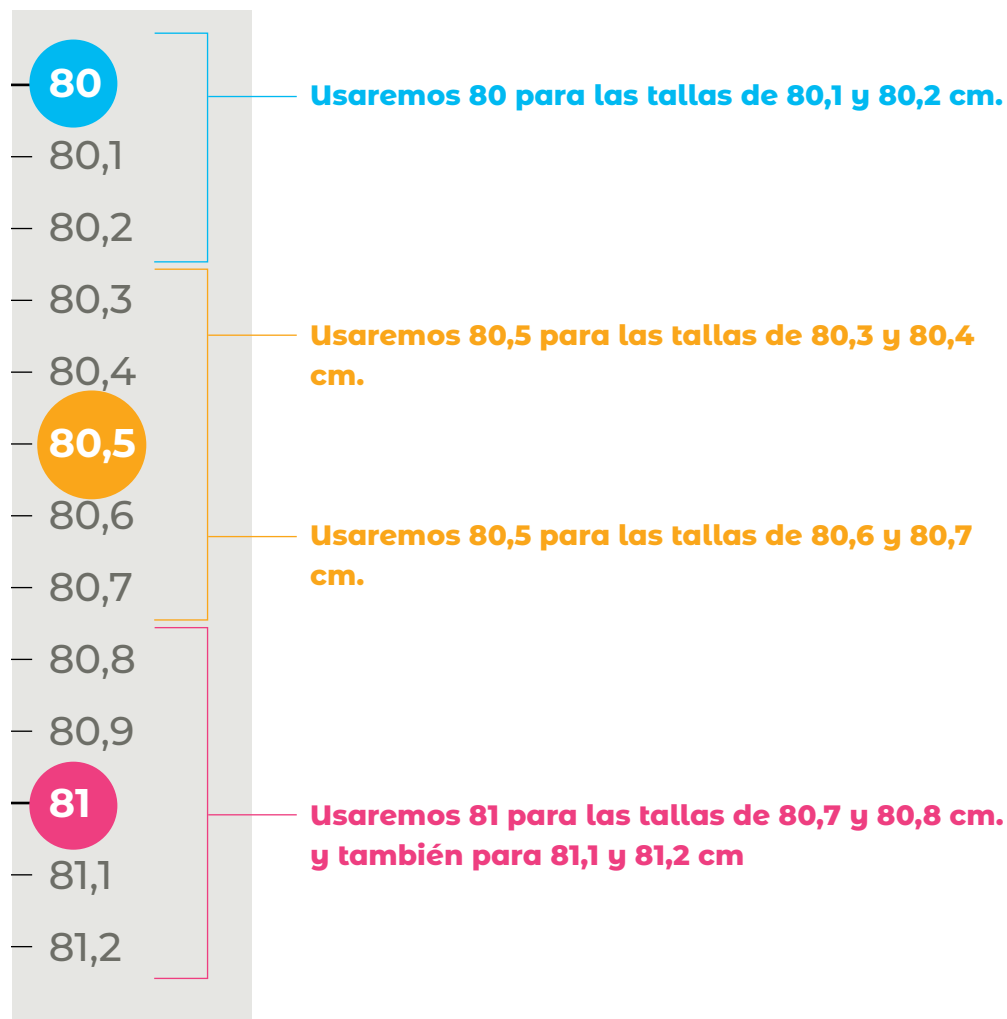 80
Usaremos 80 para las tallas de 80,1 y 80,2 cm.
80,1
80,2
80,3
Usaremos 80,5 para las tallas de 80,3 y 80,4
cm.
80,4
80,5
80,6
Usaremos 80,5 para las tallas de 80,6 y 80,7
cm.
80,7
80,8
80,9
81
Usaremos 81 para las tallas de 80,7 y 80,8 cm.
y también para 81,1 y 81,2 cm
81,1
81,2